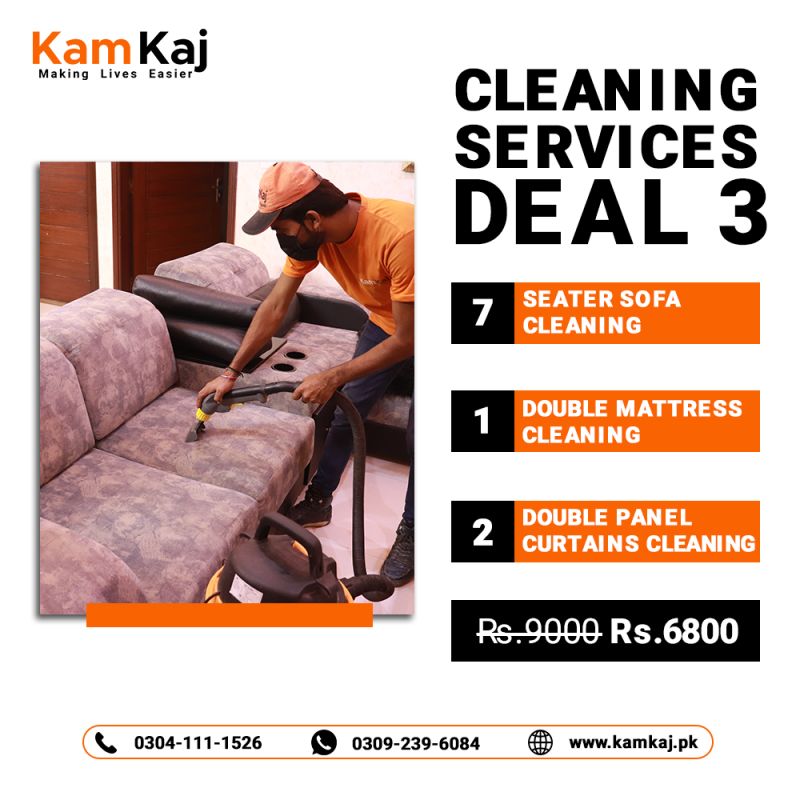 KamKaj
Making Lives Easier
CLEANING
SERVICES
DEAL 3
7
SEATER SOFA
CLEANING
1
DOUBLE MATTRESS
CLEANING
2
DOUBLE PANEL
CURTAINS CLEANING
Rs.9000 Rs.6800
0304-111-1526
0309-239-6084
www.kamkaj.pk